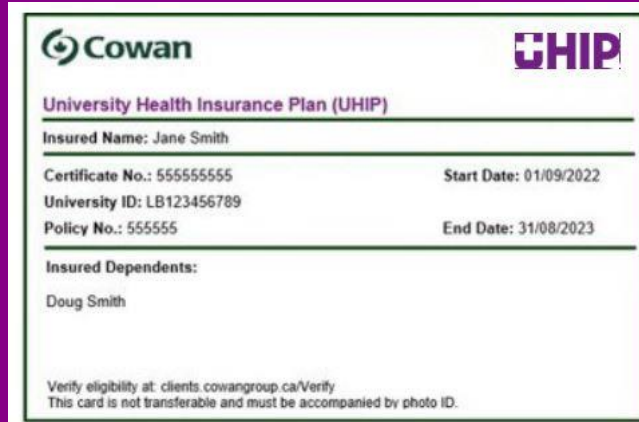 Cowan
UHIP
University Health Insurance Plan (UHIP)
Insured Name: Jane Smith
Certificate No.: 555555555
Start Date: 01/09/2022
University ID: LB123456789
Policy No.: 555555
End Date: 31/08/2023
Insured Dependents:
Doug Smith
Verify eligibility at: clients.cowangroup.ca/Verify
This card is not transferable and must be accompanied by photo ID.